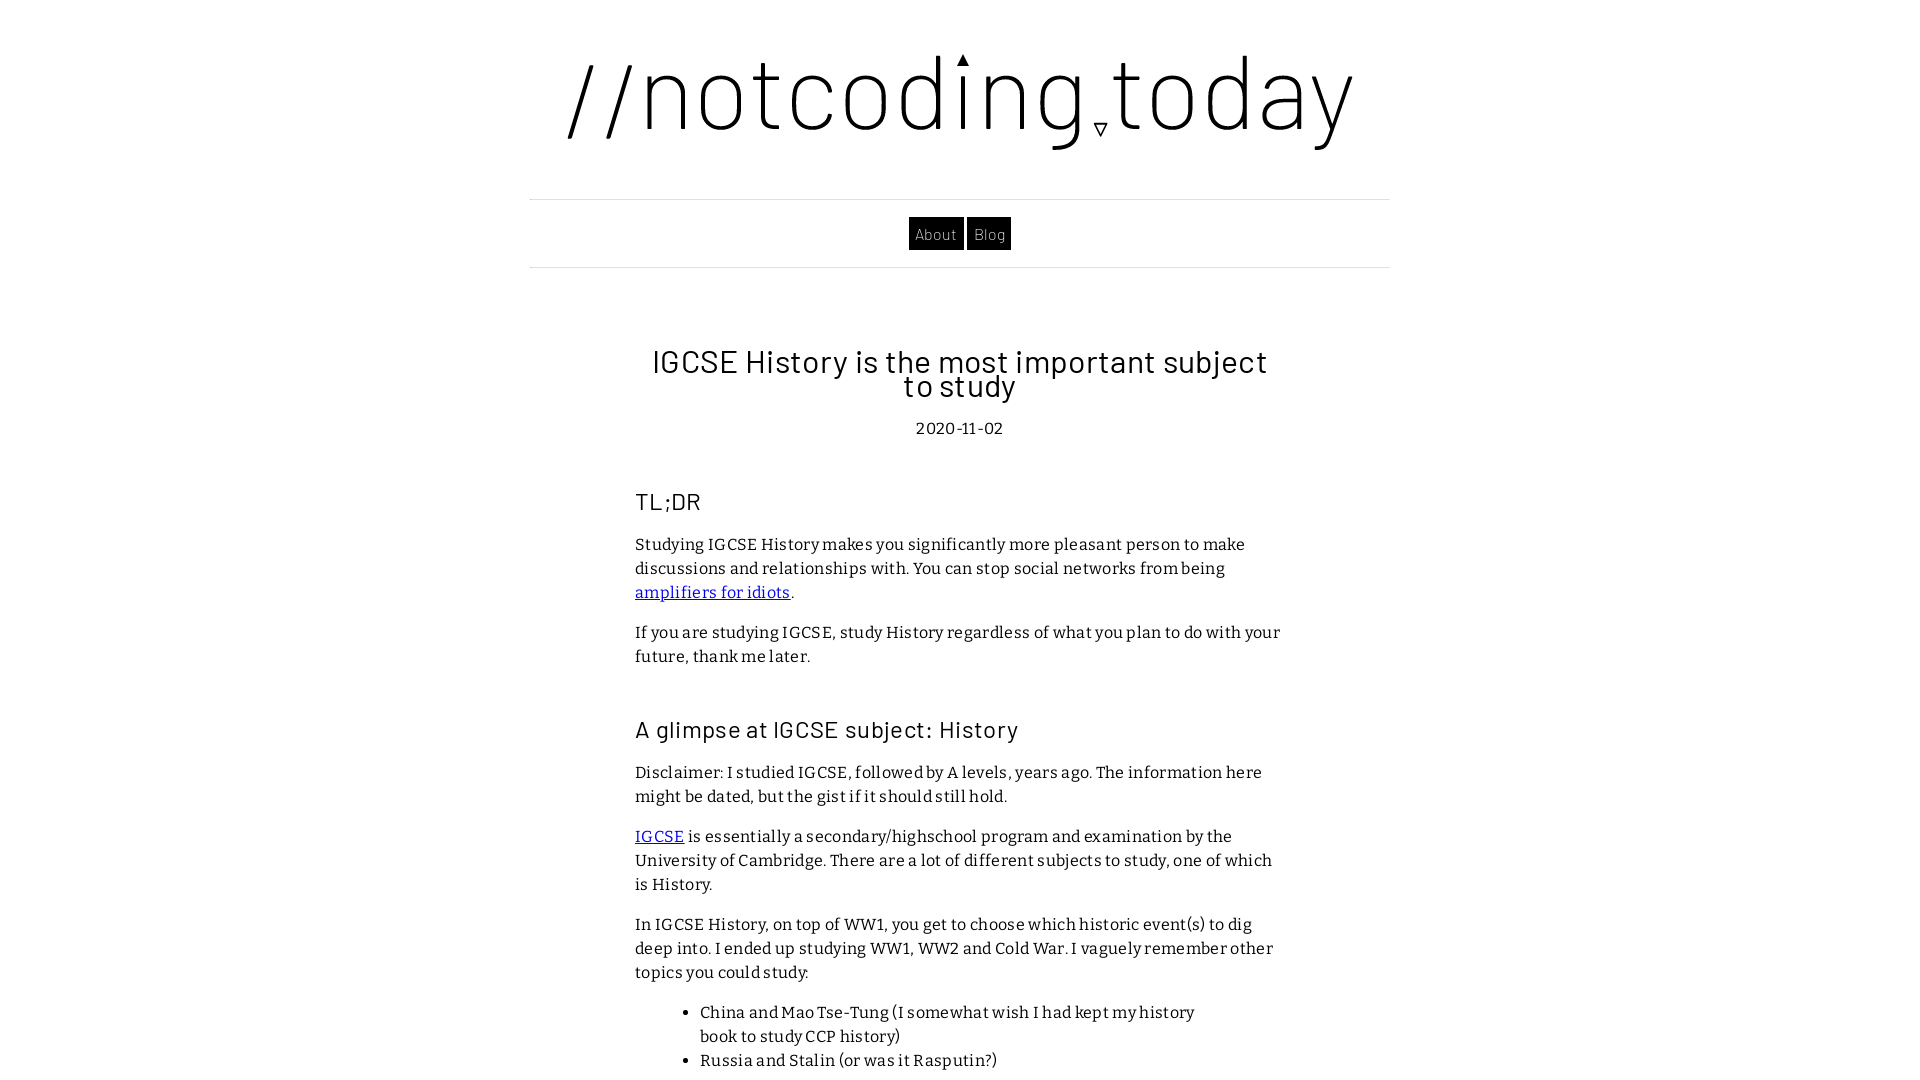 //notcoding.today
About Blog
IGCSE History is the most important subject
to study
2020-11-02
TL;DR
Studying IGCSE History makes you significantly more pleasant person to make
discussions and relationships with. You can stop social networks from being
amplifiers for idiots.
If you are studying IGCSE, study History regardless of what you plan to do with your
future, thank me later.
A glimpse at IGCSE subject: History
Disclaimer: I studied IGCSE, followed by A levels, years ago. The information here
might be dated, but the gist if it should still hold.
IGCSE is essentially a secondary/highschool program and examination by the
University of Cambridge. There are a lot of different subjects to study, one of which
is History.
In IGCSE History, on top of WW1, you get to choose which historic event(s) to dig
deep into. I ended up studying WW1, WW2 and Cold War. I vaguely remember other
topics you could study:
• China and Mao Tse-Tung (I somewhat wish I had kept my history
book to study CCP history)
• Russia and Stalin (or was it Rasputin?)